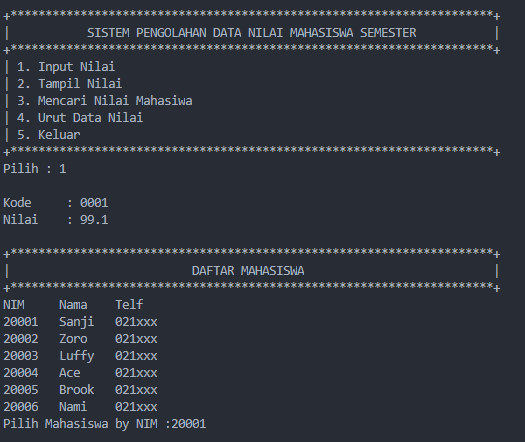 +*********************************************************************+
|           SISTEM PENGOLAHAN DATA NILAI MAHASISWA SEMESTER           |
+*********************************************************************+
| 1. Input Nilai
| 2. Tampil Nilai
| 3. Mencari Nilai Mahasiwa
| 4. Urut Data Nilai
| 5. Keluar
+*********************************************************************+
Pilih : 1
Kode     : 0001
Nilai    : 99.1
+*********************************************************************+
|                          DAFTAR MAHASISWA                           |
+*********************************************************************+
NIM     Nama    Telf
20001   Sanji   021xxx
20002   Zoro    021xxx
20003   Luffy   021xxx
20004   Ace     021xxx
20005   Brook   021xxx
20006   Nami    021xxx
Pilih Mahasiswa by NIM :20001